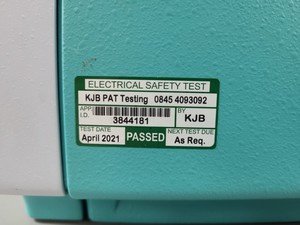 ELECTRICAL SAFETY TEST
KJB PAT Testing 0845 4093092
APP. I.D. 3844181 BY KJB
TEST DATE PASSED NEXT TEST DUE
April 2021 As Req.